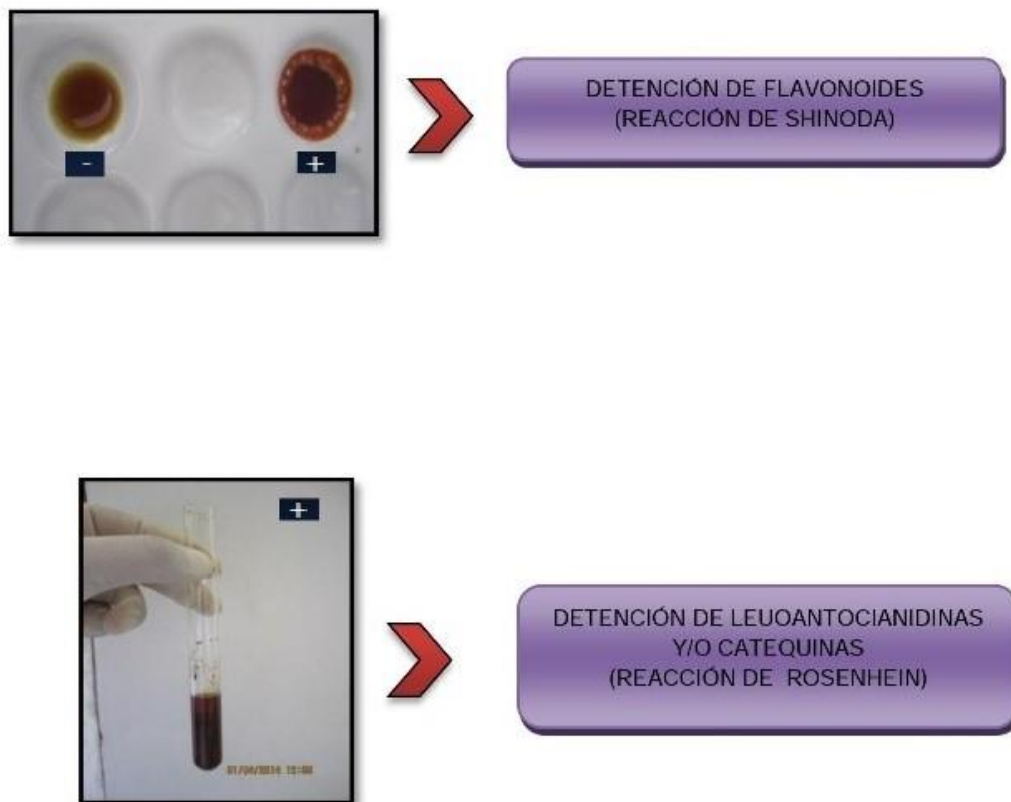 -
+
DETENCIÓN DE FLAVONOIDES
(REACCIÓN DE SHINODA)
+
DETENCIÓN DE LEUOANTOCIANIDINAS
Y/O CATEQUINAS
(REACCIÓN DE ROSENHEIN)